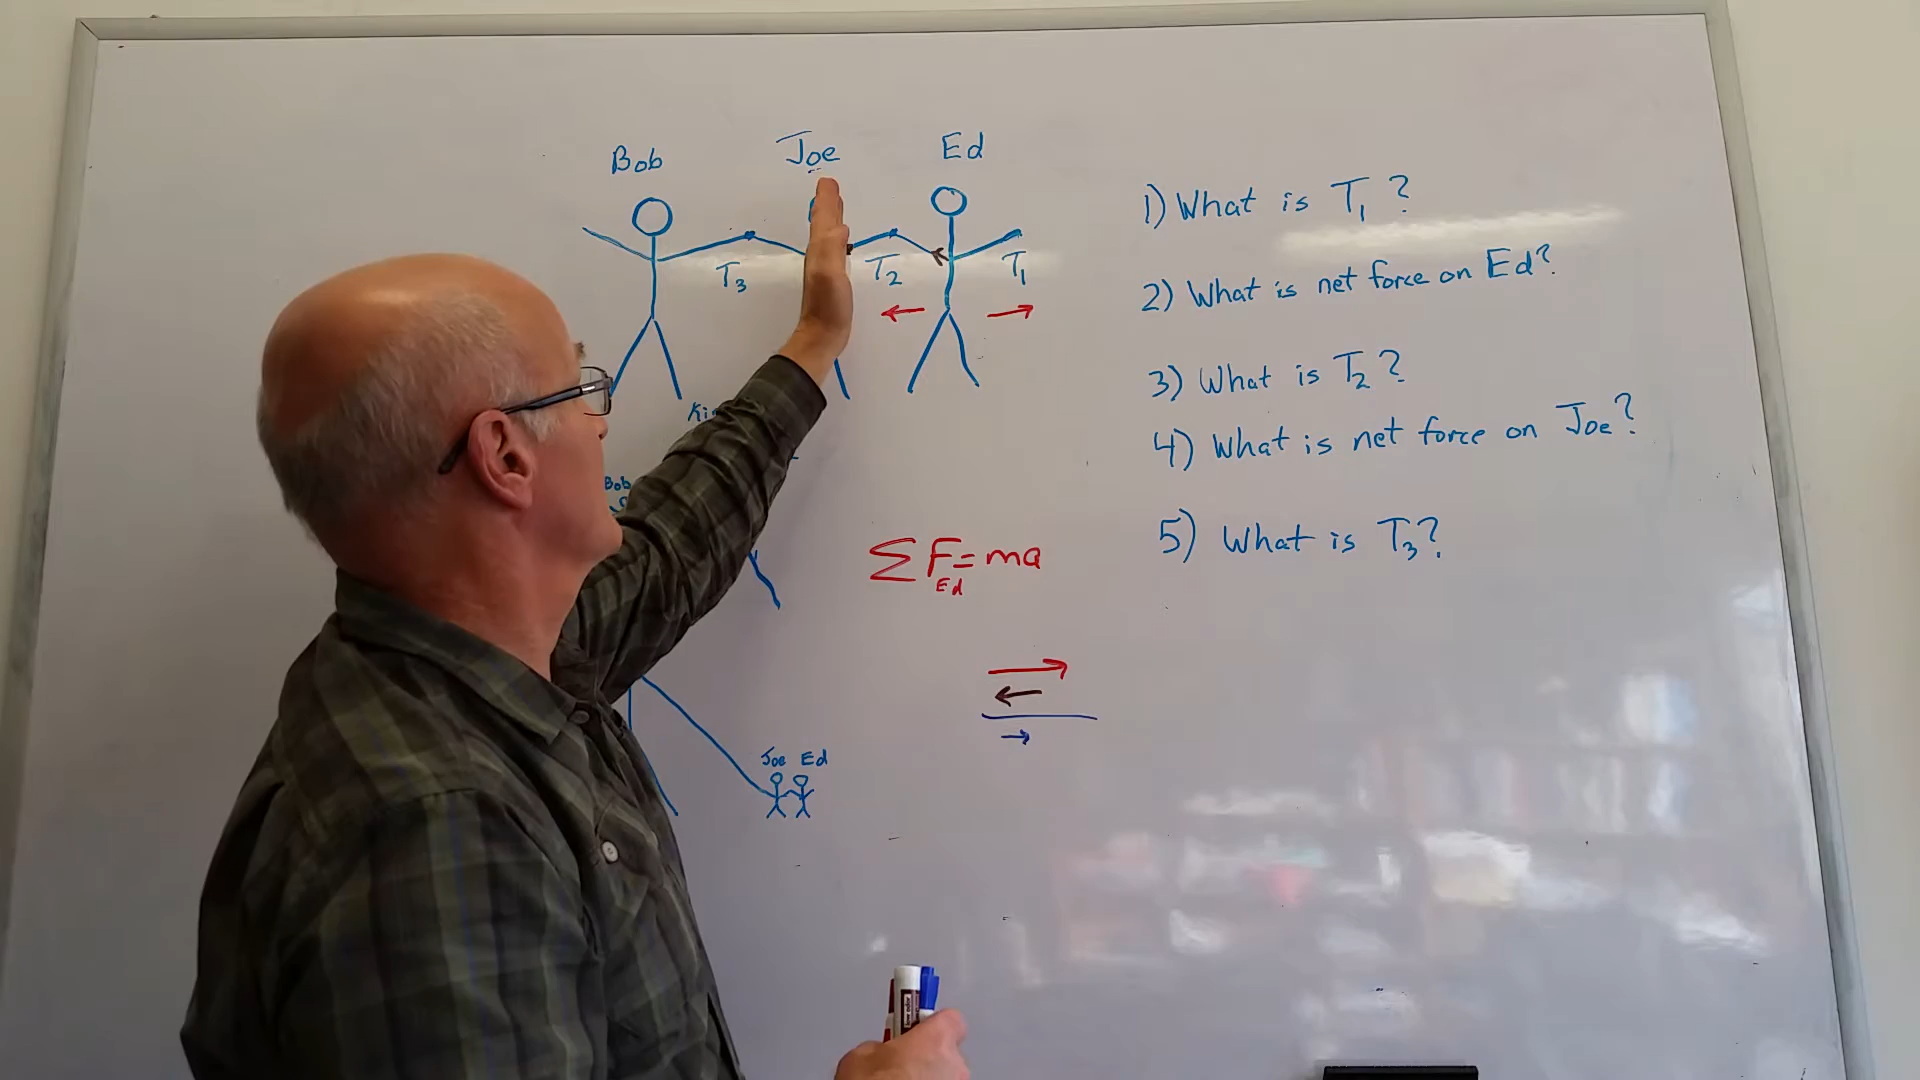 Bob
Joe
Ed
T3
T2
T1
Bob
ΣF_Ed = ma
Joe Ed
1) What is T1?
2) What is net force on Ed?
3) What is T2?
4) What is net force on Joe?
5) What is T3?